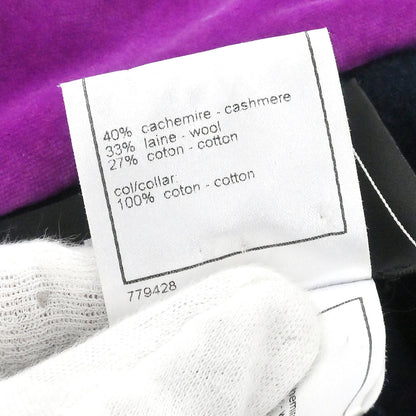 40% cachemire - cashmere
33% laine - wool
27% coton - cotton
col/collar:
100% coton - cotton
779428